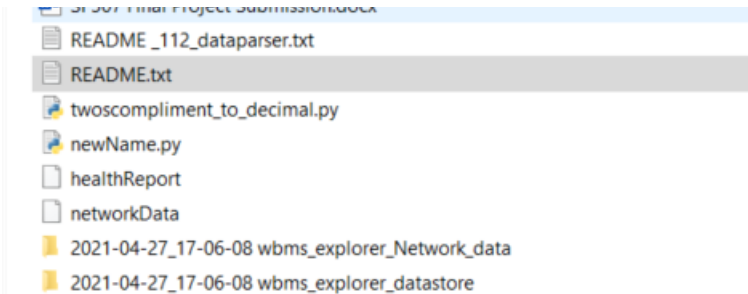 README _112_dataparser.txt
README.txt
twoscompliment_to_decimal.py
newName.py
healthReport
networkData
2021-04-27_17-06-08 wbms_explorer_Network_data
2021-04-27_17-06-08 wbms_explorer_datastore